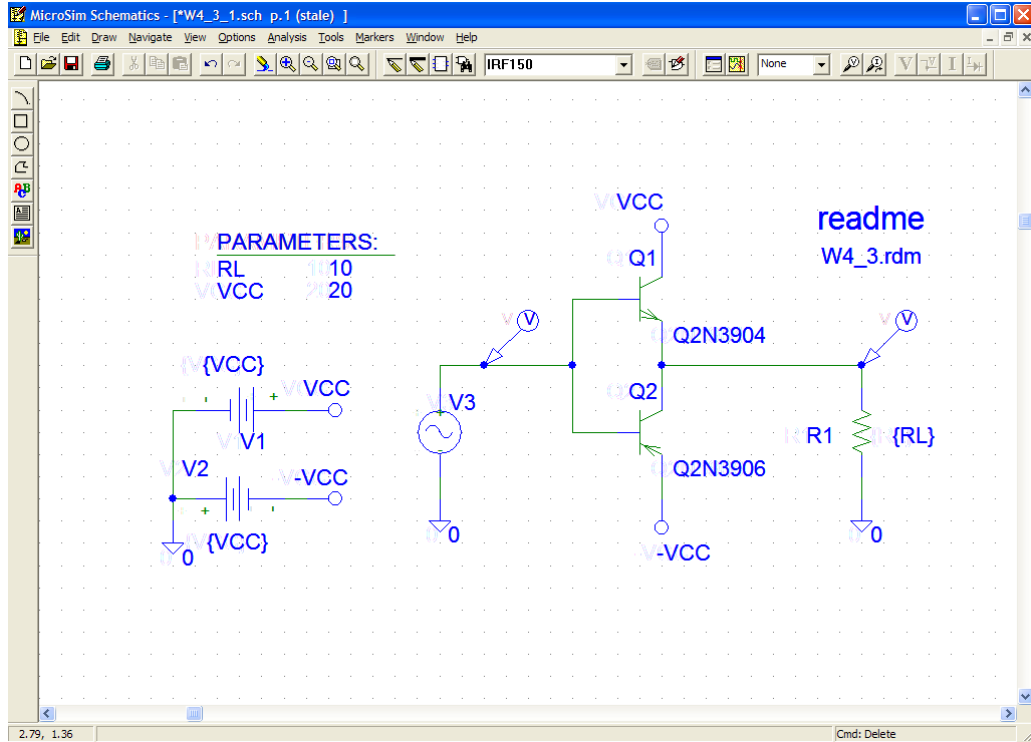 MicroSim Schematics - [*W4_3_1.sch p.1 (stale) ]
File Edit Draw Navigate View Options Analysis Tools Markers Window Help
IRF150 None
VCC
readme
W4_3.rdm
PARAMETERS:
RL 10
VCC 20
Q1
V V
Q2N3904
{VCC}
+ VCC
V1
Q2
V3
R1 {RL}
V2
-VCC
Q2N3906
+
{VCC}
0
0
0
-VCC
2.79, 1.36 Cmd: Delete